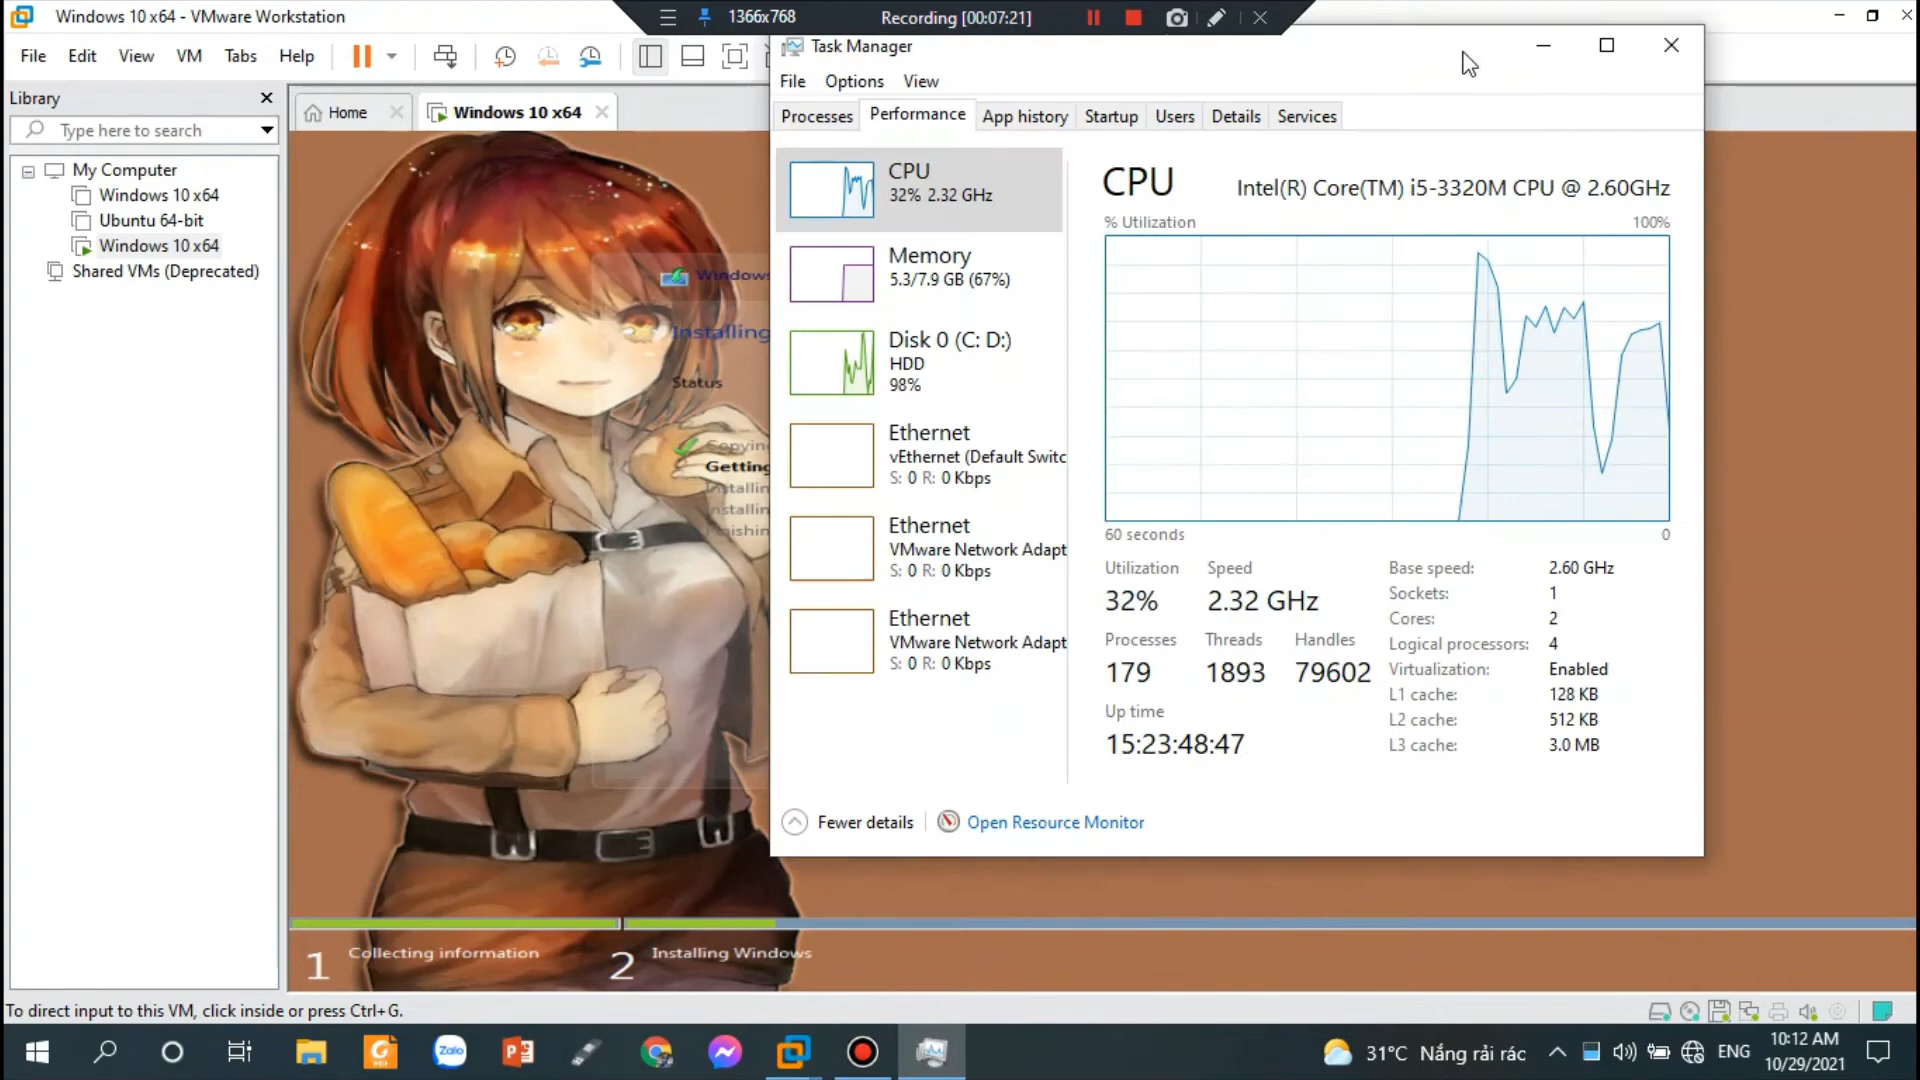 Windows 10 x64 - VMware Workstation
1366x768
Recording [00:07:21]
File Edit View VM Tabs Help
Library
Type here to search
My Computer
Windows 10 x64
Ubuntu 64-bit
Windows 10 x64
Shared VMs (Deprecated)
Home
Windows 10 x64
Windows
Installing
Status
Copying
Getting
Installin
nstallin
inishin
1 Collecting information
2 Installing Windows
Task Manager
File Options View
Processes Performance App history Startup Users Details Services
CPU
32% 2.32 GHz
Memory
5.3/7.9 GB (67%)
Disk 0 (C: D:)
HDD
98%
Ethernet
vEthernet (Default Switc
S: 0 R: 0 Kbps
Ethernet
VMware Network Adapt
S: 0 R: 0 Kbps
Ethernet
VMware Network Adapt
S: 0 R: 0 Kbps
CPU Intel(R) Core(TM) i5-3320M CPU @ 2.60GHz
% Utilization 100%
60 seconds 0
Utilization Speed
32% 2.32 GHz
Processes Threads Handles
179 1893 79602
Up time
15:23:48:47
Base speed: 2.60 GHz
Sockets: 1
Cores: 2
Logical processors: 4
Virtualization: Enabled
L1 cache: 128 KB
L2 cache: 512 KB
L3 cache: 3.0 MB
Fewer details Open Resource Monitor
To direct input to this VM, click inside or press Ctrl+G.
Zalo
31°C Nắng rải rác
ENG
10:12 AM
10/29/2021